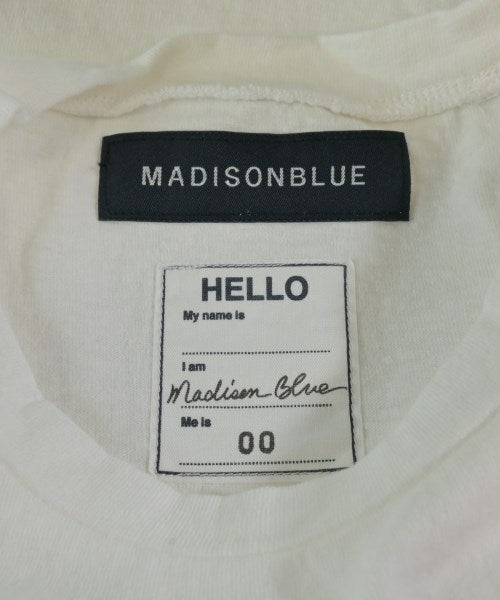 MADISONBLUE
HELLO
My name is
I am
Madison Blue
Me is
00